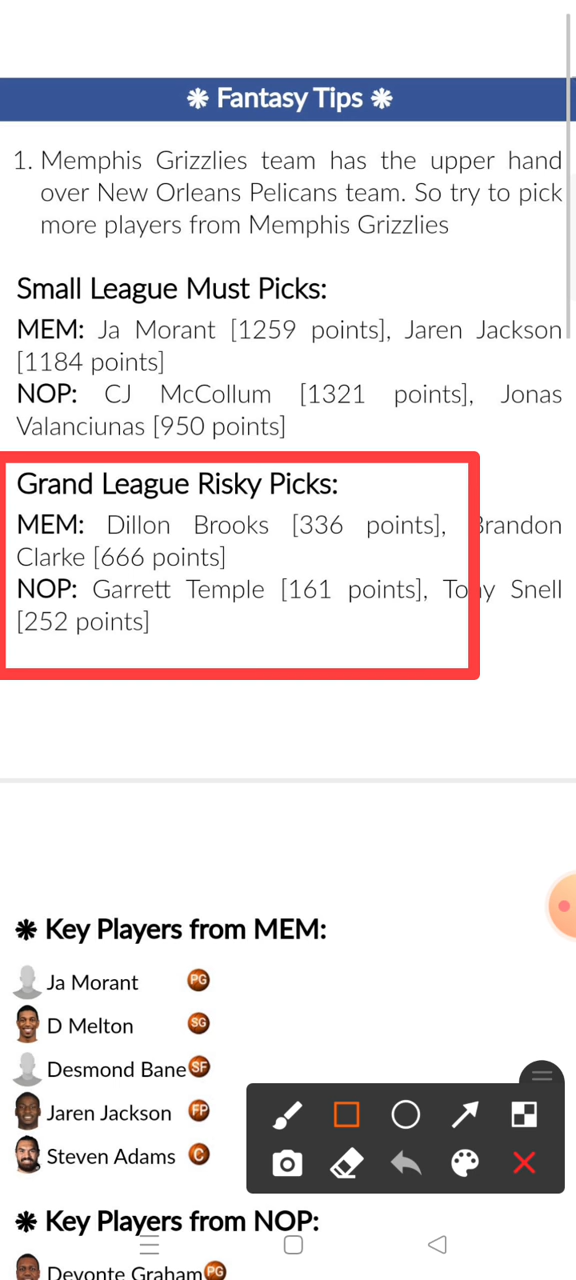 ❋ Fantasy Tips ❋
1. Memphis Grizzlies team has the upper hand
over New Orleans Pelicans team. So try to pick
more players from Memphis Grizzlies
Small League Must Picks:
MEM: Ja Morant [1259 points], Jaren Jackson
[1184 points]
NOP: CJ McCollum [1321 points], Jonas
Valanciunas [950 points]
Grand League Risky Picks:
MEM: Dillon Brooks [336 points], Brandon
Clarke [666 points]
NOP: Garrett Temple [161 points], Tony Snell
[252 points]
❋ Key Players from MEM:
Ja Morant PG
D Melton SG
Desmond Bane SF
Jaren Jackson FP
Steven Adams C
❋ Key Players from NOP:
Devonte Graham PG